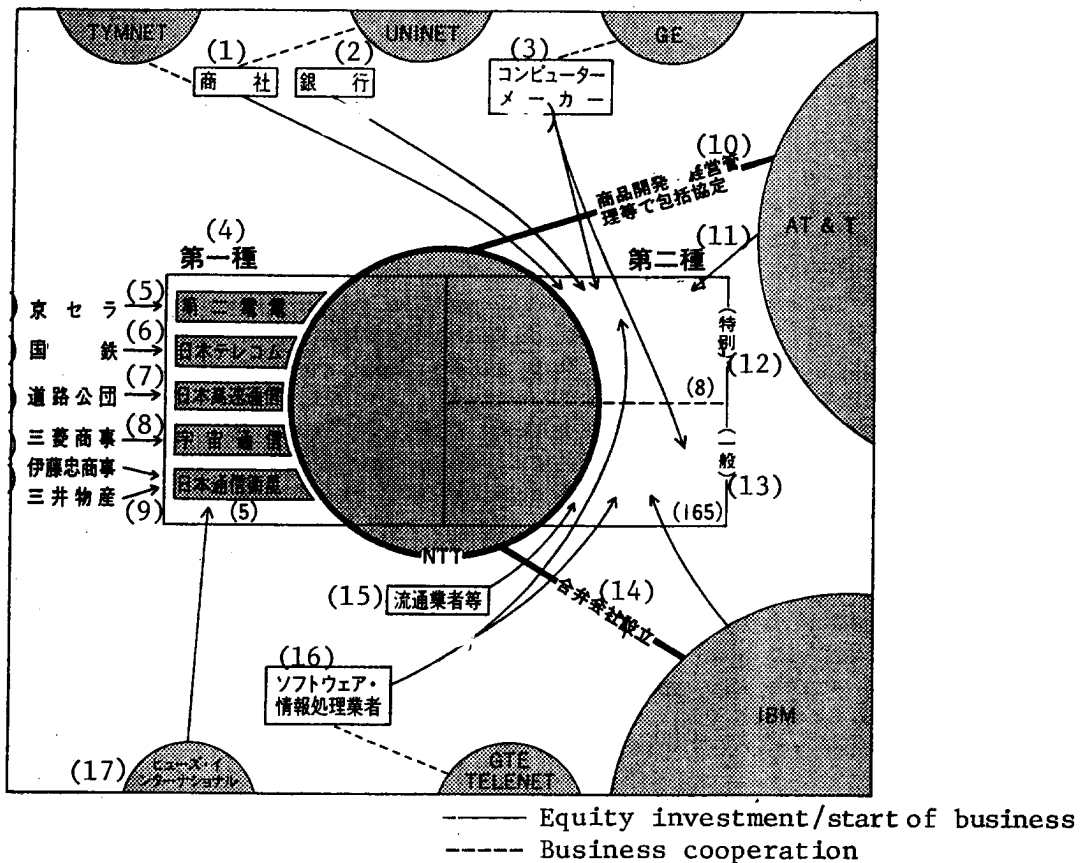 TYMNET
UNINET
GE
(1)
(2)
(3)
商社
銀行
コンピューター
メーカー
(10)
商品開発 経営管
理等で包括協定
AT & T
(4)
第一種
(11)
第二種
(5)
京セラ
第二電電
(6)
国鉄
日本テレコム
(特別)
(12)
(7)
道路公団
日本高速通信
(8)
(8)
三菱商事
宇宙通信
(一般)
(13)
伊藤忠商事
三井物産
日本通信衛星
(9)
(5)
(165)
NTT
(15)
流通業者等
(14)
合弁会社設立
(16)
ソフトウェア・
情報処理業者
IBM
(17)
ヒューズ・イ
ンターナショナル
GTE
TELENET
Equity investment/start of business
Business cooperation